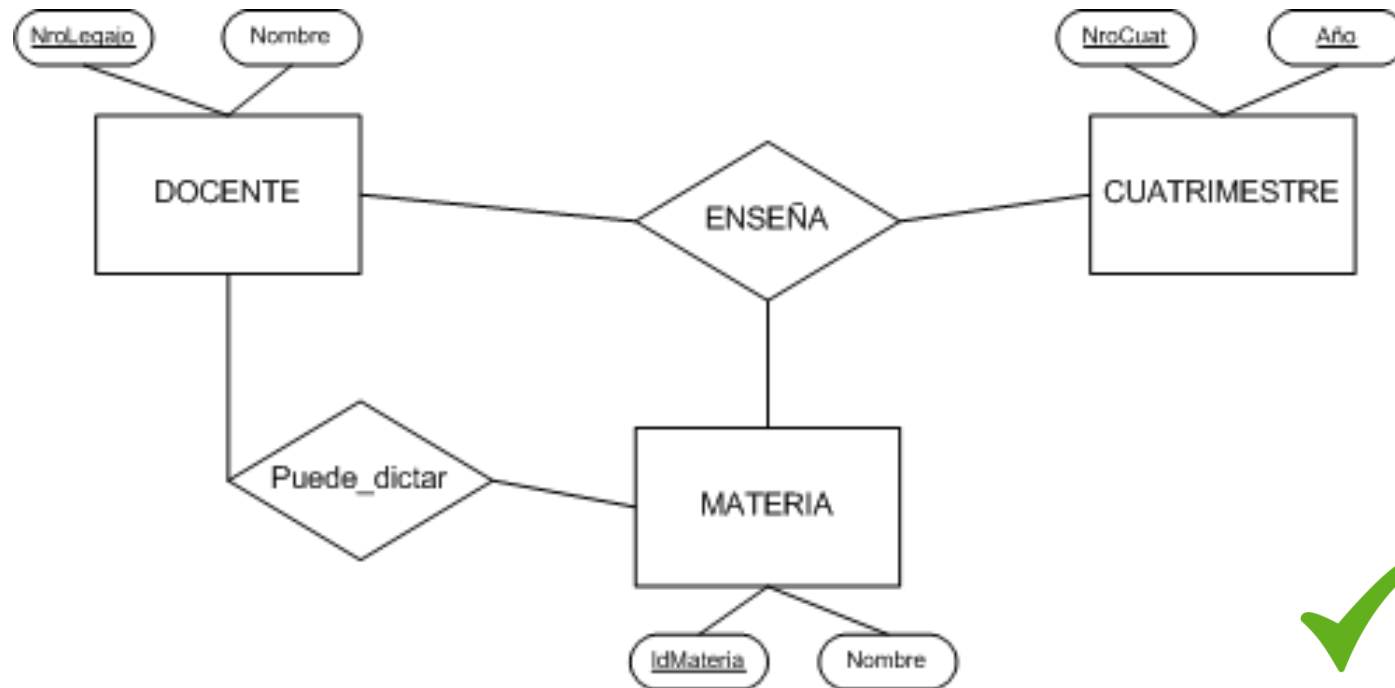 NroLegajo
Nombre
NroCuat
Año
DOCENTE
ENSEÑA
CUATRIMESTRE
Puede_dictar
MATERIA
IdMateria
Nombre